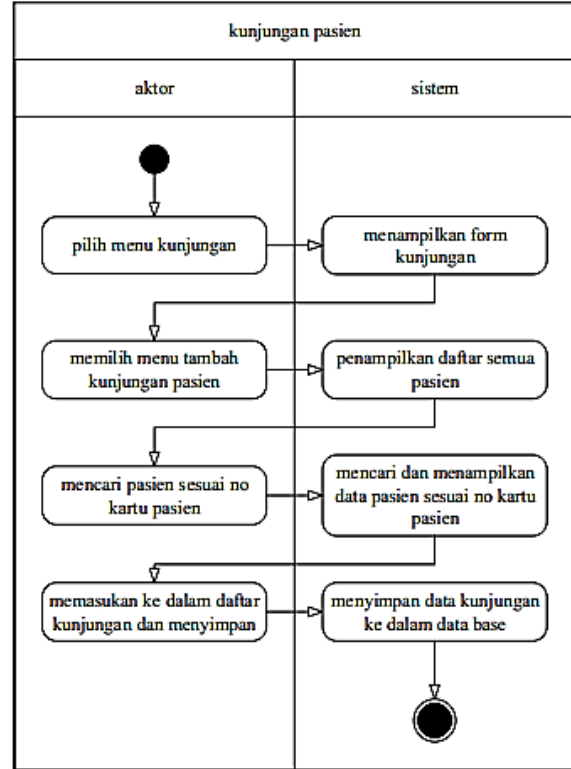 kunjungan pasien
aktor
sistem
pilih menu kunjungan
menampilkan form
kunjungan
memilih menu tambah
kunjungan pasien
penampilkan daftar semua
pasien
mencari pasien sesuai no
kartu pasien
mencari dan menampilkan
data pasien sesuai no kartu
pasien
memasukan ke dalam daftar
kunjungan dan menyimpan
menyimpan data kunjungan
ke dalam data base